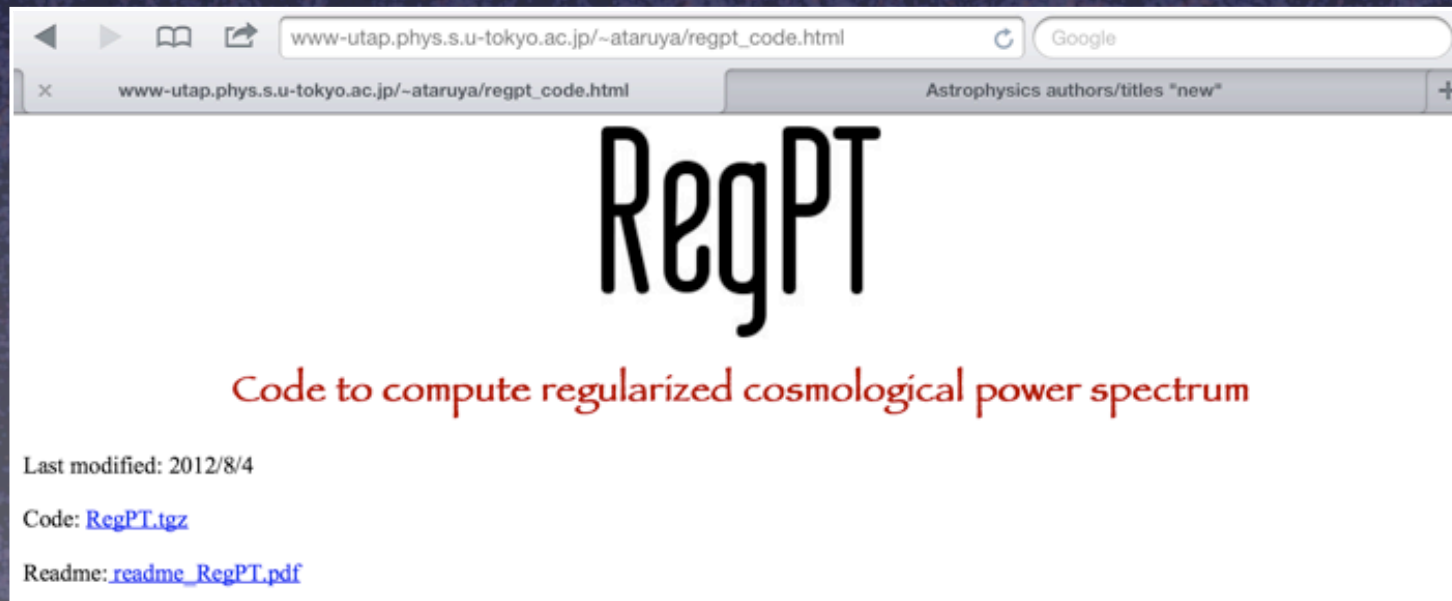 www-utap.phys.s.u-tokyo.ac.jp/~ataruya/regpt_code.html
Google
www-utap.phys.s.u-tokyo.ac.jp/~ataruya/regpt_code.html
Astrophysics authors/titles "new"
RegPT
Code to compute regularized cosmological power spectrum
Last modified: 2012/8/4
Code: RegPT.tgz
Readme: readme_RegPT.pdf